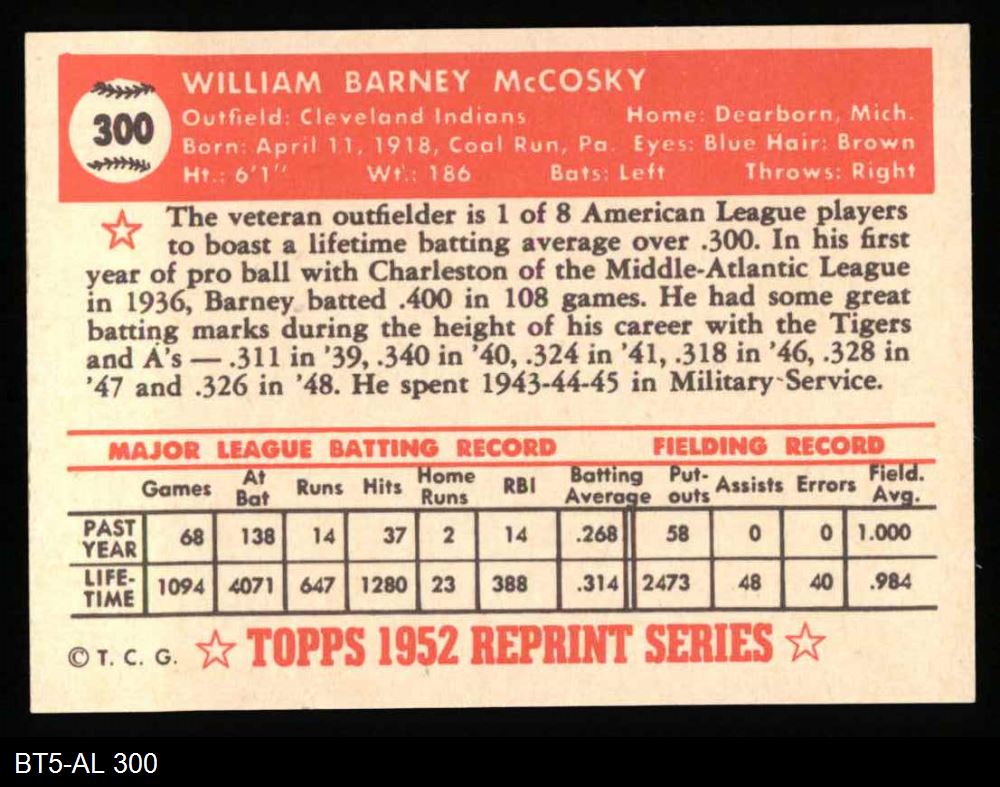 300
WILLIAM BARNEY McCOSKY
Outfield: Cleveland Indians Home: Dearborn, Mich.
Born: April 11, 1918, Coal Run, Pa. Eyes: Blue Hair: Brown
Ht.: 6'1" Wt.: 186 Bats: Left Throws: Right
The veteran outfielder is 1 of 8 American League players
to boast a lifetime batting average over .300. In his first
year of pro ball with Charleston of the Middle-Atlantic League
in 1936, Barney batted .400 in 108 games. He had some great
batting marks during the height of his career with the Tigers
and A's — .311 in '39, .340 in '40, .324 in '41, .318 in '46, .328 in
'47 and .326 in '48. He spent 1943-44-45 in Military Service.
MAJOR LEAGUE BATTING RECORD FIELDING RECORD
Games At Bat Runs Hits Home Runs RBI Batting Average Put-outs Assists Errors Field. Avg.
PAST YEAR 68 138 14 37 2 14 .268 58 0 0 1.000
LIFE-TIME 1094 4071 647 1280 23 388 .314 2473 48 40 .984
© T. C. G. ☆ TOPPS 1952 REPRINT SERIES ☆
BT5-AL 300